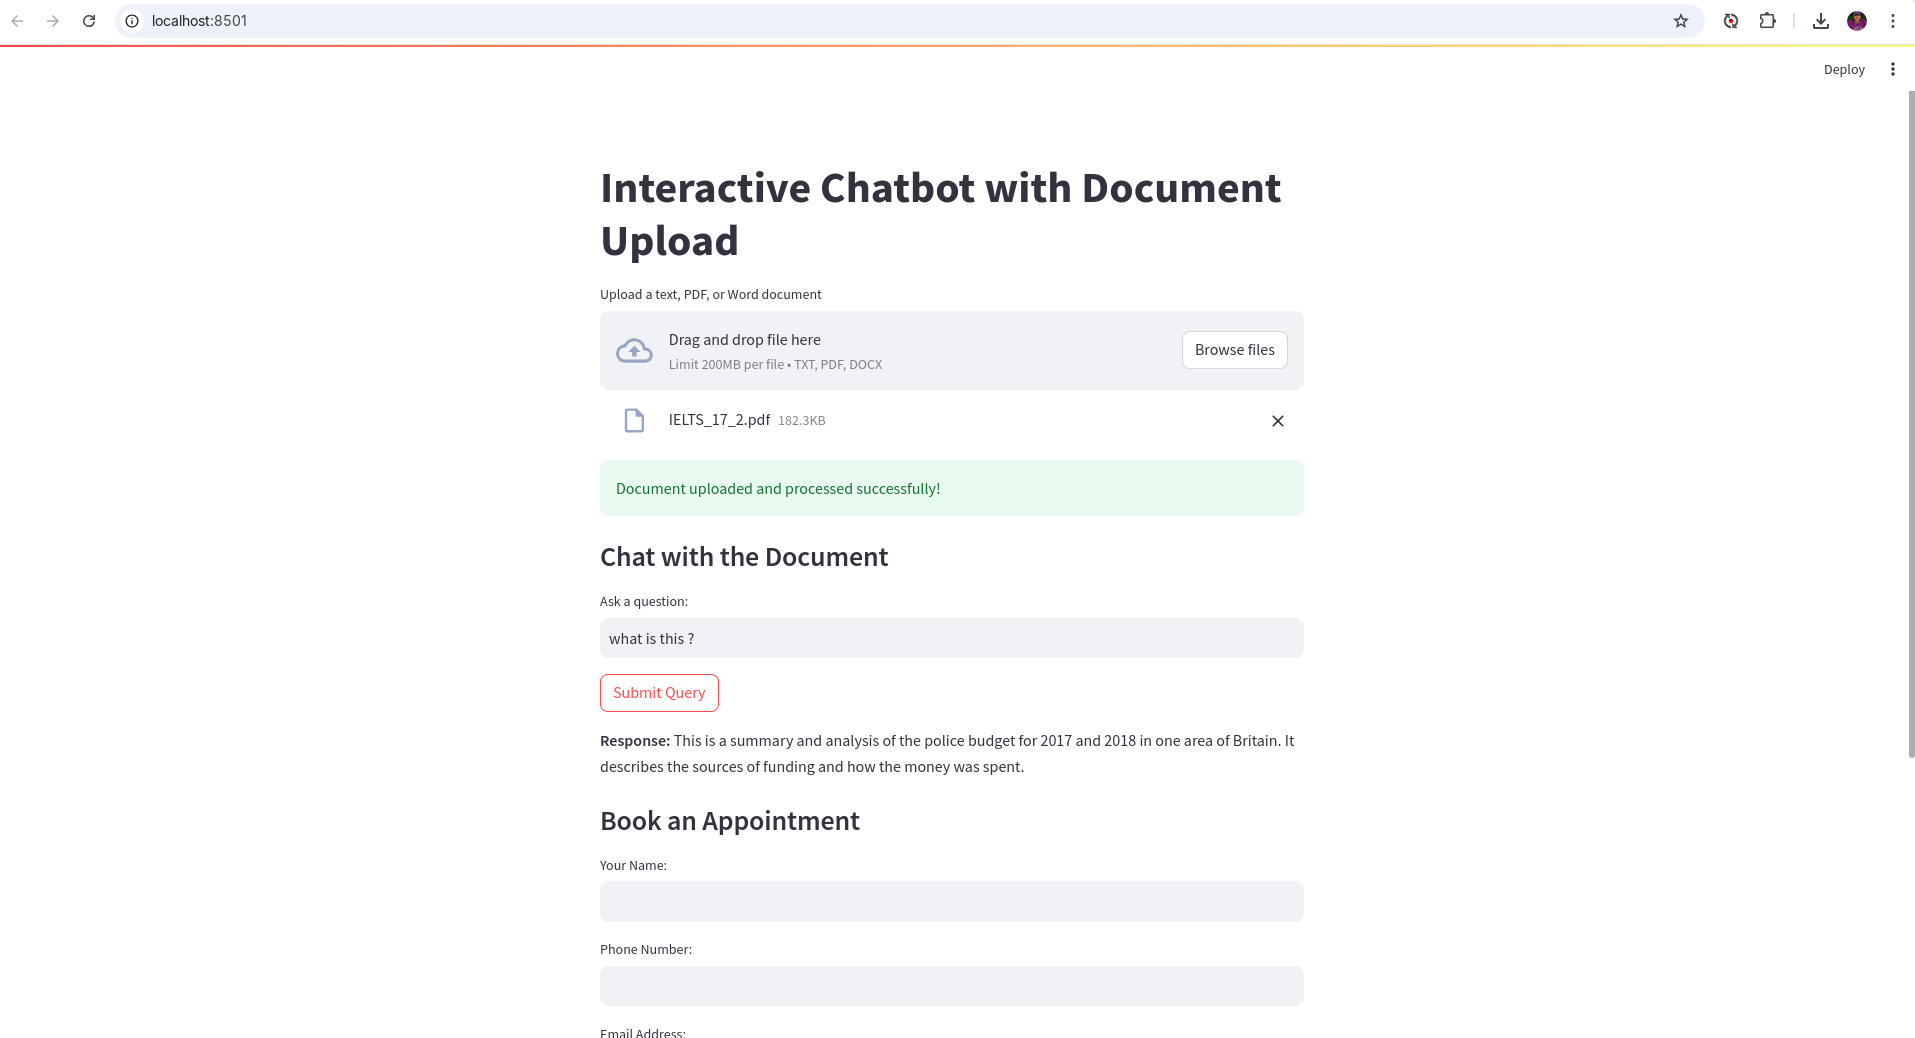 localhost:8501
Deploy
Interactive Chatbot with Document
Upload
Upload a text, PDF, or Word document
Drag and drop file here
Limit 200MB per file • TXT, PDF, DOCX
Browse files
IELTS_17_2.pdf 182.3KB
Document uploaded and processed successfully!
Chat with the Document
Ask a question:
what is this ?
Submit Query
Response: This is a summary and analysis of the police budget for 2017 and 2018 in one area of Britain. It
describes the sources of funding and how the money was spent.
Book an Appointment
Your Name:
Phone Number:
Email Address: